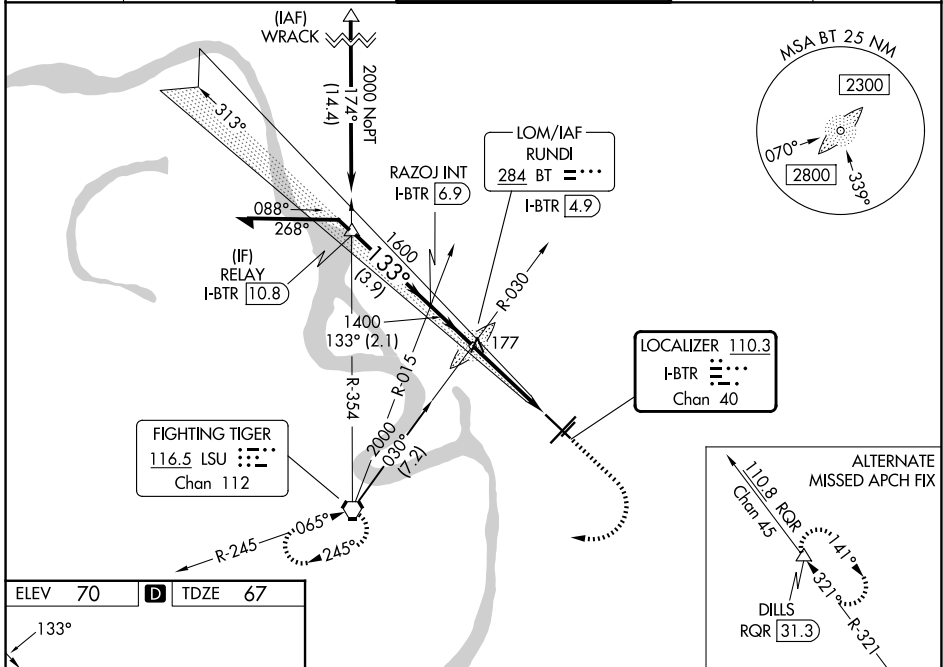 (IAF)
WRACK
2000 NoPT
174°
(14.4)
MSA BT 25 NM
2300
070°
2800
339°
313°
LOM/IAF
RUNDI
284 BT
I-BTR 4.9
RAZOJ INT
I-BTR 6.9
088°
268°
1600
133°
(3.9)
(IF)
RELAY
I-BTR 10.8
R-030
1400
133° (2.1)
177
R-015
R-354
LOCALIZER 110.3
I-BTR
Chan 40
2000
030°
(7.2)
FIGHTING TIGER
116.5 LSU
Chan 112
065°
R-245
245°
ALTERNATE
MISSED APCH FIX
110.8 RQR
Chan 45
141°
321°
R-321
DILLS
RQR 31.3
ELEV 70 D TDZE 67
133°